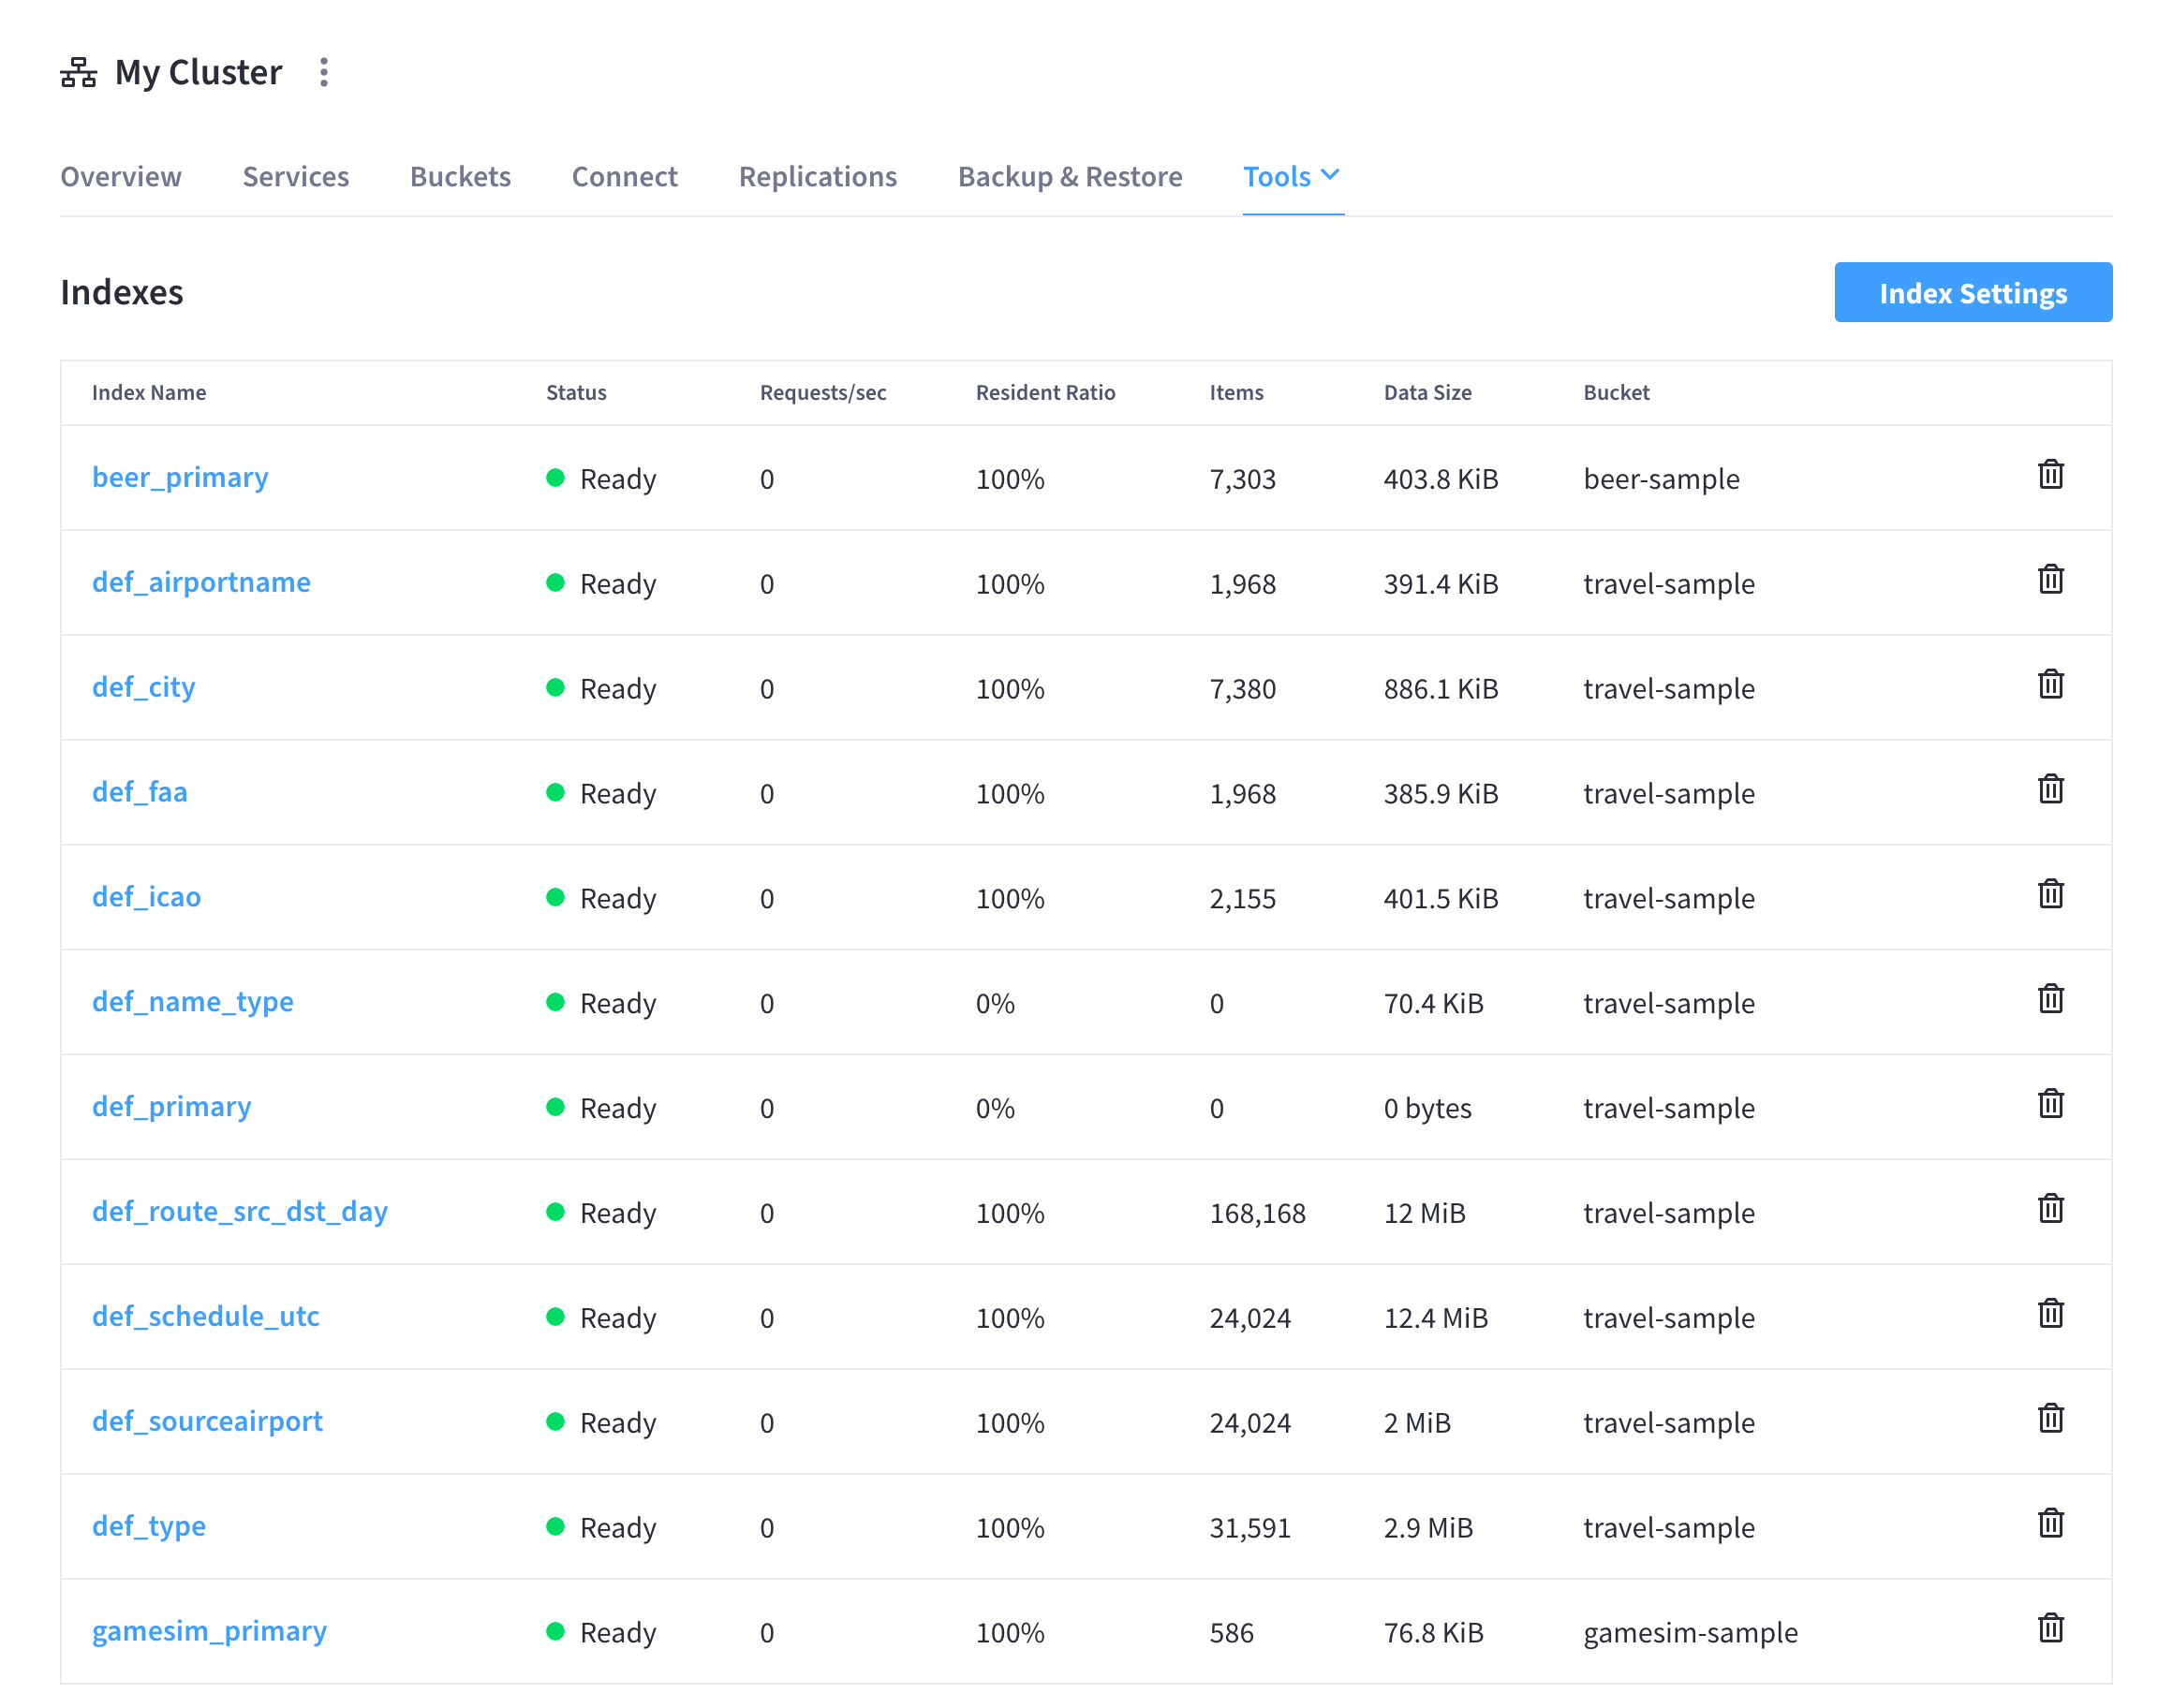 My Cluster
Overview Services Buckets Connect Replications Backup & Restore Tools
Indexes Index Settings
Index Name Status Requests/sec Resident Ratio Items Data Size Bucket
beer_primary Ready 0 100% 7,303 403.8 KiB beer-sample
def_airportname Ready 0 100% 1,968 391.4 KiB travel-sample
def_city Ready 0 100% 7,380 886.1 KiB travel-sample
def_faa Ready 0 100% 1,968 385.9 KiB travel-sample
def_icao Ready 0 100% 2,155 401.5 KiB travel-sample
def_name_type Ready 0 0% 0 70.4 KiB travel-sample
def_primary Ready 0 0% 0 0 bytes travel-sample
def_route_src_dst_day Ready 0 100% 168,168 12 MiB travel-sample
def_schedule_utc Ready 0 100% 24,024 12.4 MiB travel-sample
def_sourceairport Ready 0 100% 24,024 2 MiB travel-sample
def_type Ready 0 100% 31,591 2.9 MiB travel-sample
gamesim_primary Ready 0 100% 586 76.8 KiB gamesim-sample